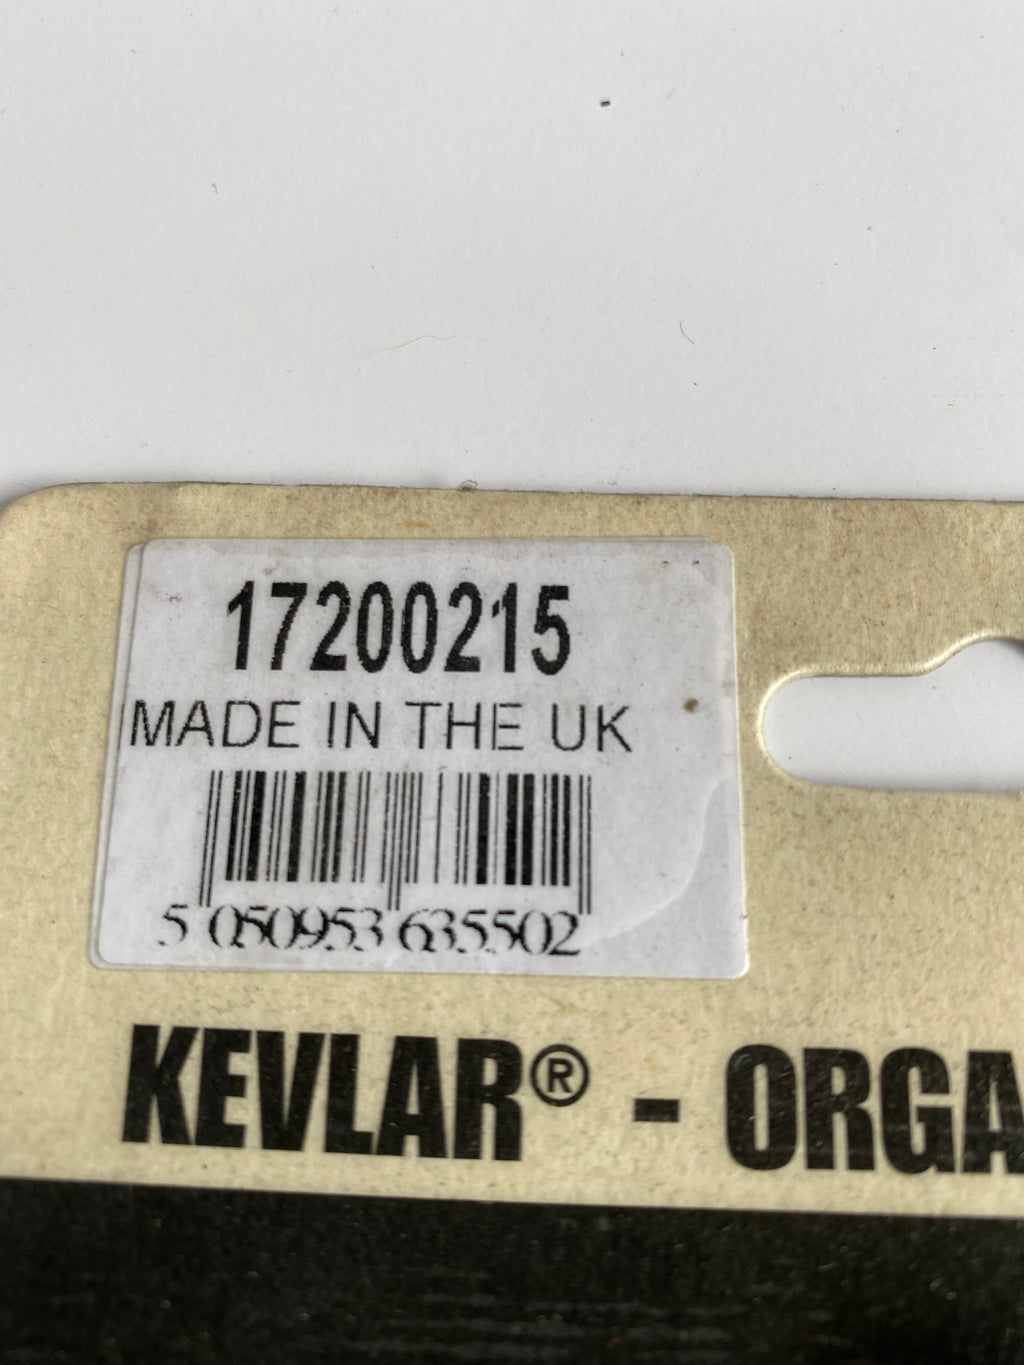 17200215
MADE IN THE UK
5 050953 635502
KEVLAR® - ORGA